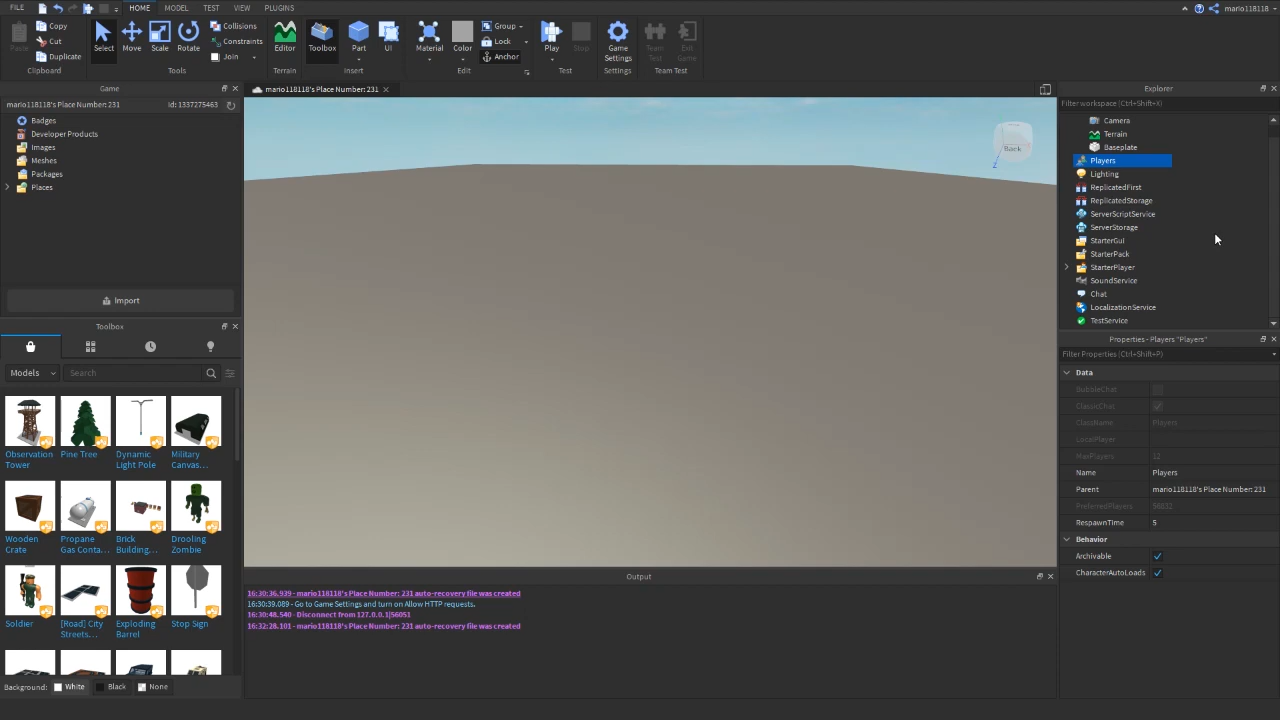 FILE HOME MODEL TEST VIEW PLUGINS mario118118
Copy Cut Duplicate Paste Clipboard
Select Move Scale Rotate Collisions Constraints Join Tools
Editor Terrain
Toolbox Part UI Insert
Material Color Group Lock Anchor Edit
Play Stop Test
Game Settings Settings
Team Test Exit Game Team Test
Game
mario118118's Place Number: 231 Id: 1337275463
Badges
Developer Products
Images
Meshes
Packages
Places
Import
Toolbox
Models Search
Observation Tower
Pine Tree
Dynamic Light Pole
Military Canvas...
Wooden Crate
Propane Gas Conta...
Brick Building,...
Drooling Zombie
Soldier
[Road] City Streets...
Exploding Barrel
Stop Sign
Background: White Black None
mario118118's Place Number: 231
Back
Output
16:30:36.939 - mario118118's Place Number: 231 auto-recovery file was created
16:30:39.089 - Go to Game Settings and turn on Allow HTTP requests.
16:30:48.540 - Disconnect from 127.0.0.1|56051
16:32:28.101 - mario118118's Place Number: 231 auto-recovery file was created
Explorer
Filter workspace (Ctrl+Shift+X)
Camera
Terrain
Baseplate
Players
Lighting
ReplicatedFirst
ReplicatedStorage
ServerScriptService
ServerStorage
StarterGui
StarterPack
StarterPlayer
SoundService
Chat
LocalizationService
TestService
Properties - Players "Players"
Filter Properties (Ctrl+Shift+P)
Data
BubbleChat
ClassicChat
ClassName Players
LocalPlayer
MaxPlayers 12
Name Players
Parent mario118118's Place Number: 231
PreferredPlayers 56832
RespawnTime 5
Behavior
Archivable
CharacterAutoLoads